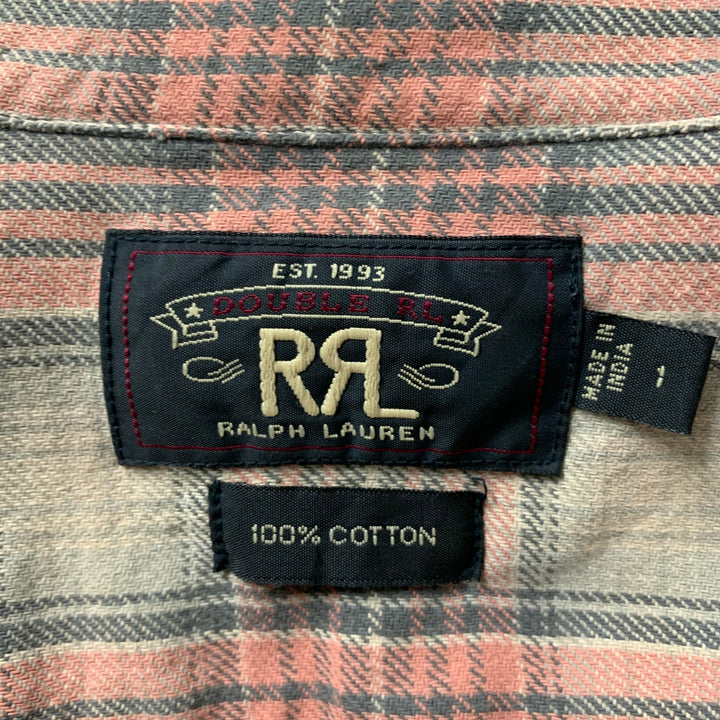 EST. 1993
DOUBLE RL
RRL
RALPH LAUREN
MADE IN
INDIA
1
100% COTTON